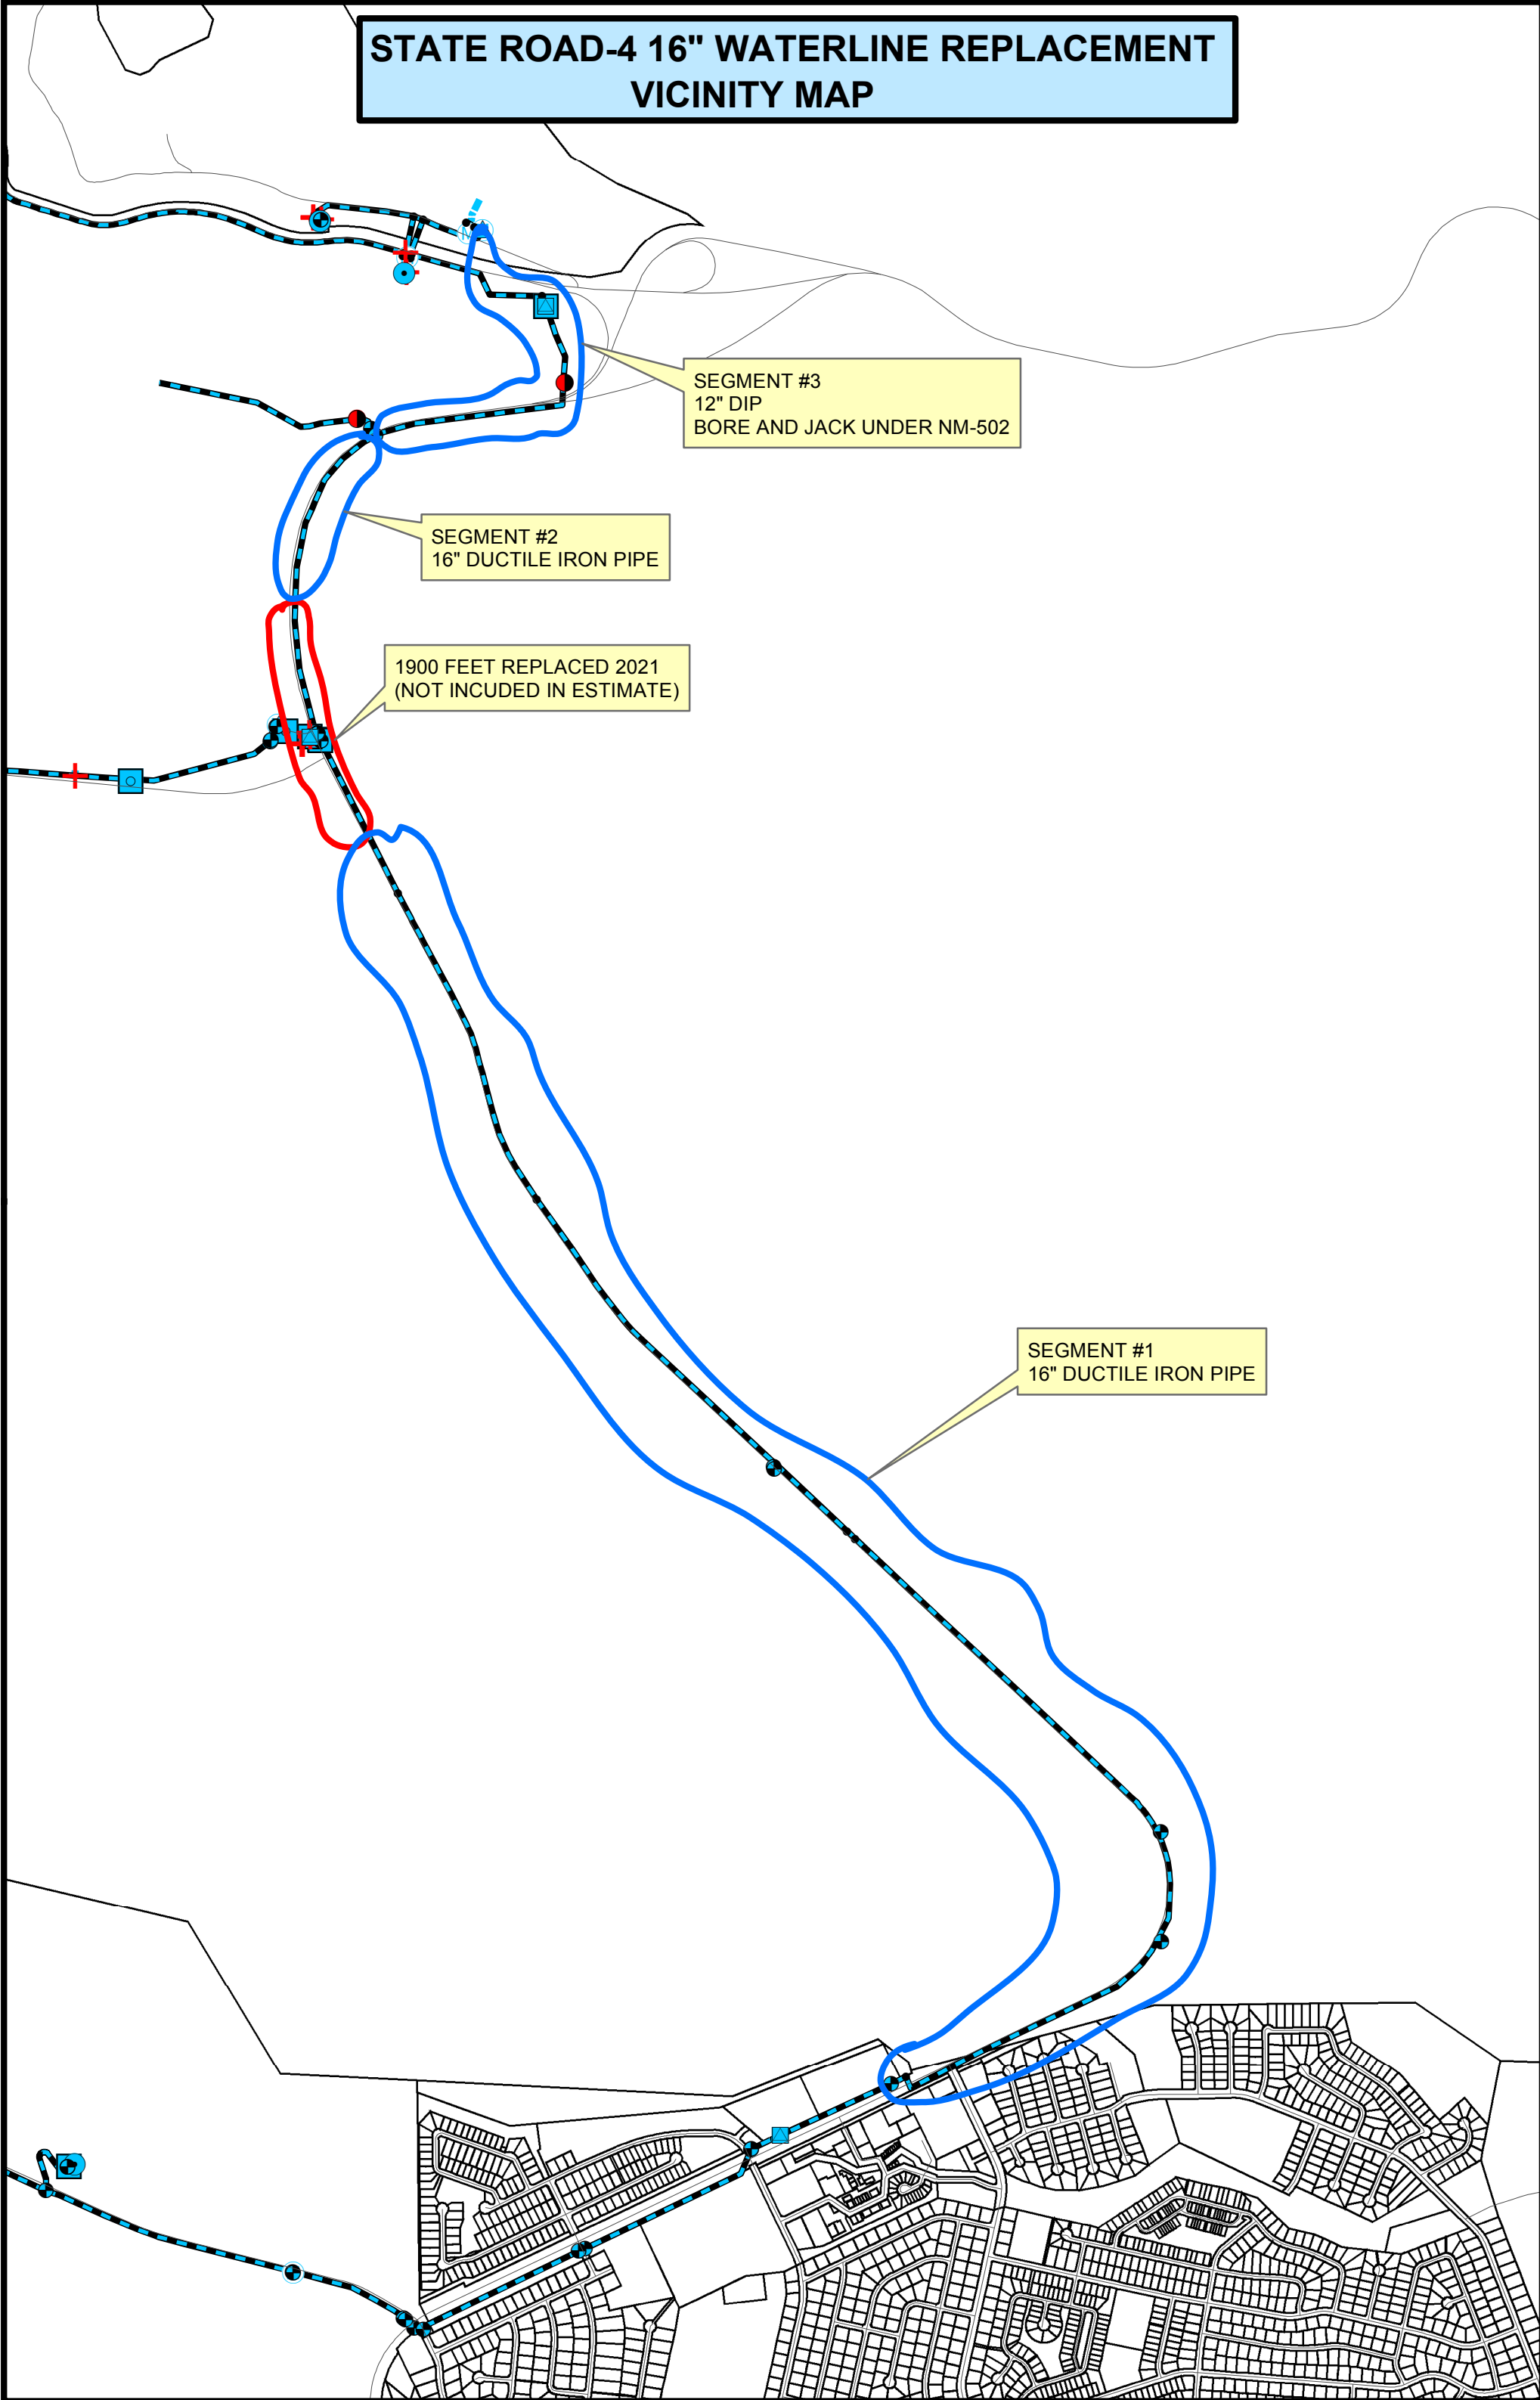 STATE ROAD-4 16" WATERLINE REPLACEMENT
VICINITY MAP
M
SEGMENT #3
12" DIP
BORE AND JACK UNDER NM-502
SEGMENT #2
16" DUCTILE IRON PIPE
1900 FEET REPLACED 2021
(NOT INCUDED IN ESTIMATE)
SEGMENT #1
16" DUCTILE IRON PIPE